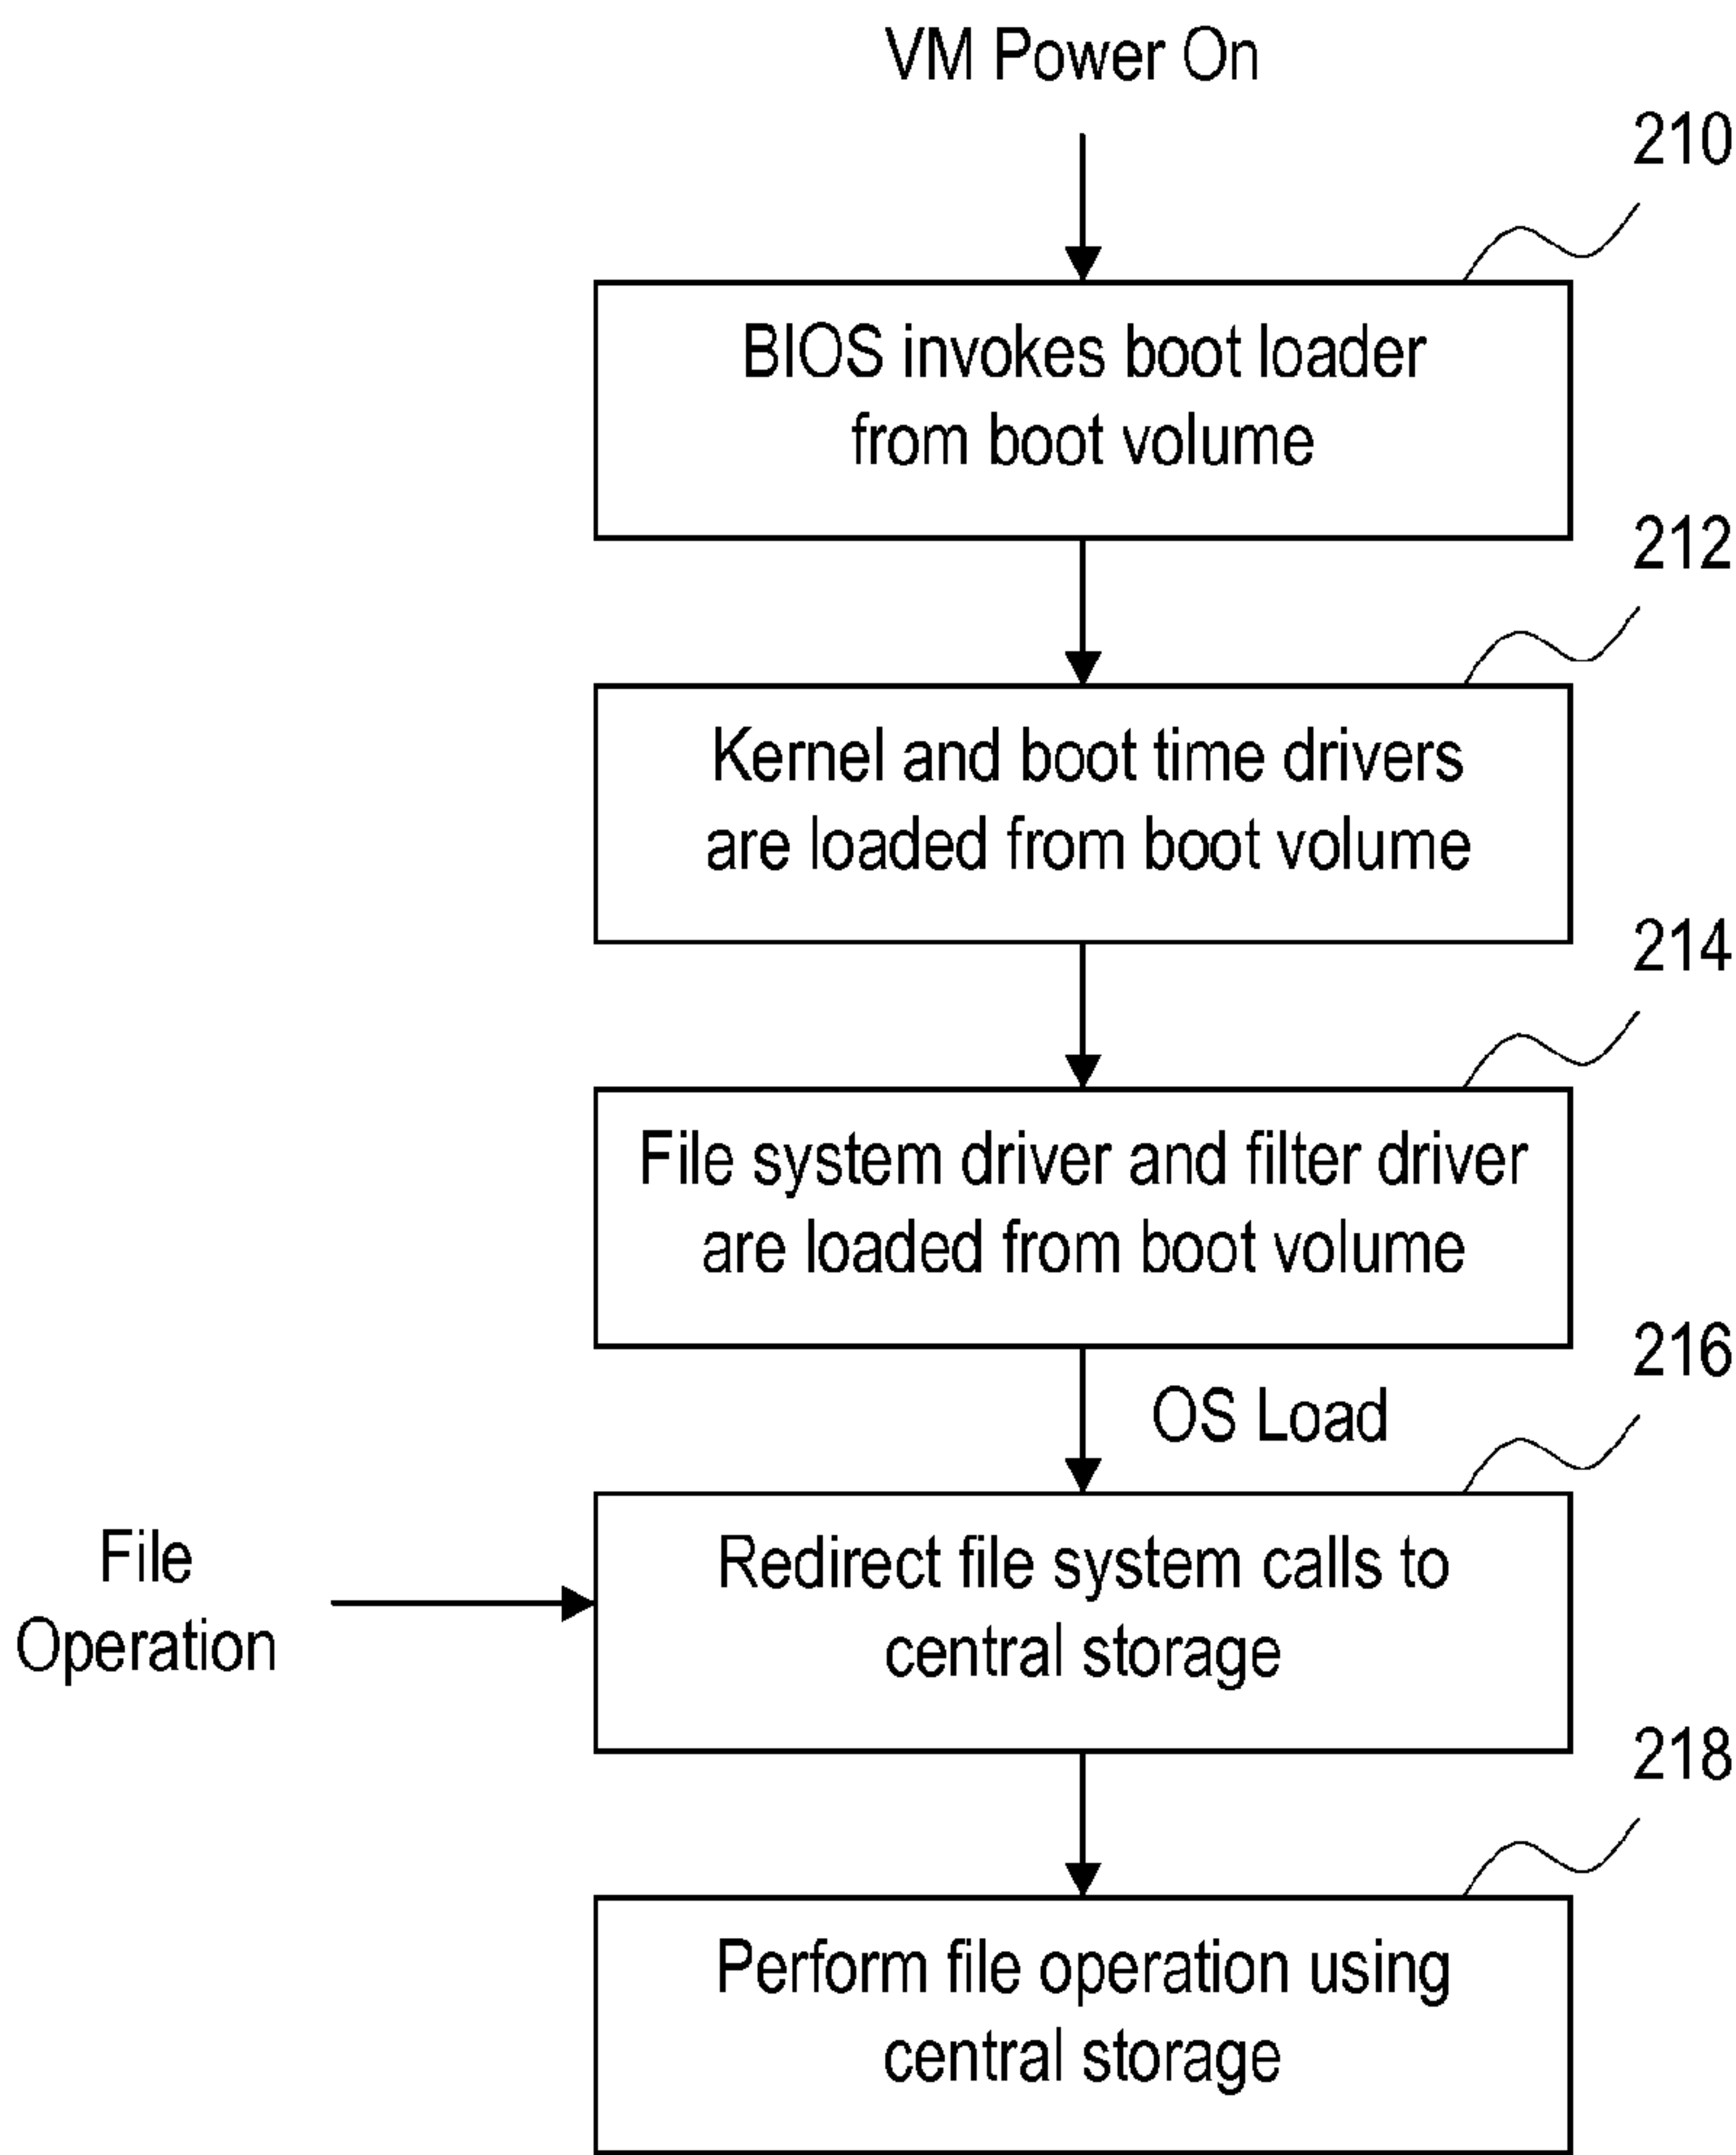 VM Power On
210
BIOS invokes boot loader
from boot volume
212
Kernel and boot time drivers
are loaded from boot volume
214
File system driver and filter driver
are loaded from boot volume
216
OS Load
File
Operation
Redirect file system calls to
central storage
218
Perform file operation using
central storage